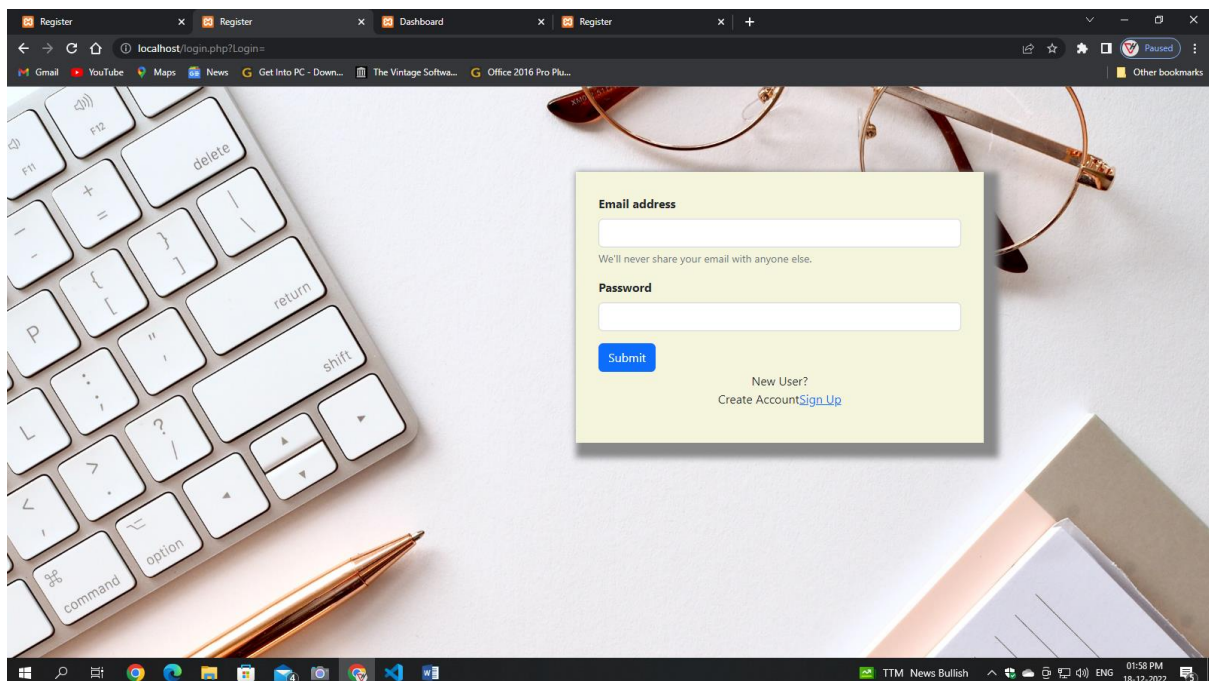 Register
Register
Dashboard
Register
localhost/login.php?Login=
Paused
Gmail
YouTube
Maps
News
Get Into PC - Down...
The Vintage Softwa...
Office 2016 Pro Plu...
Other bookmarks
F12
F11
delete
+
=
-
-
|
\
}
]
{
[
return
P
"
'
:
;
shift
L
?
/
>
.
<
,
option
⌘
command
Email address
We'll never share your email with anyone else.
Password
Submit
New User?
Create AccountSign Up
TTM News Bullish
ENG
01:58 PM
18-12-2022